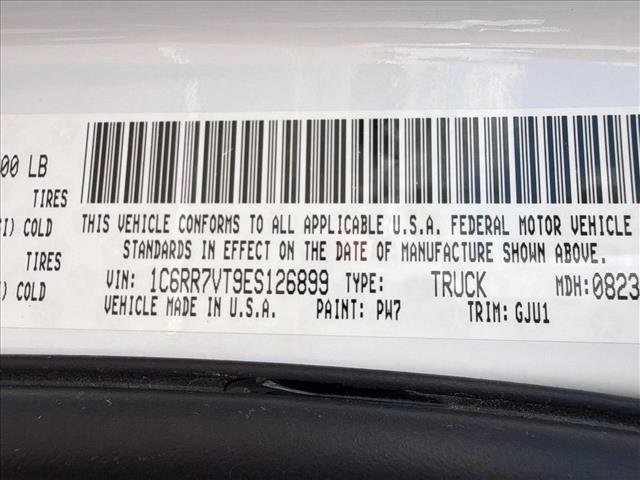 00 LB
TIRES
I) COLD
TIRES
I) COLD
THIS VEHICLE CONFORMS TO ALL APPLICABLE U.S.A. FEDERAL MOTOR VEHICLE
STANDARDS IN EFFECT ON THE DATE OF MANUFACTURE SHOWN ABOVE.
VIN: 1C6RR7VT9ES126899 TYPE: TRUCK MDH:0823
VEHICLE MADE IN U.S.A. PAINT: PW7 TRIM: GJU1